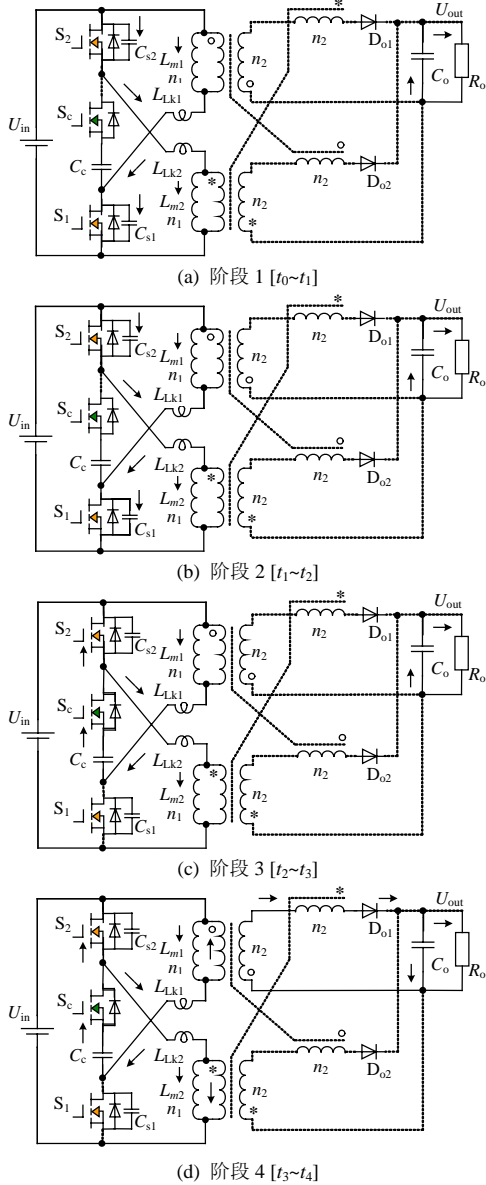 S2 Cs2 Lm1 n1 n2 n2 * Do1 Uout
Sc LLk1 Co Ro
Uin Cc LLk2 n2 Do2
S1 Cs1 Lm2 n1 * n2 *
(a) 阶段 1 [t0~t1]
S2 Cs2 Lm1 n1 n2 n2 * Do1 Uout
Sc LLk1 Co Ro
Uin Cc LLk2 n2 Do2
S1 Cs1 Lm2 n1 * n2 *
(b) 阶段 2 [t1~t2]
S2 Cs2 Lm1 n1 n2 n2 * Do1 Uout
Sc LLk1 Co Ro
Uin Cc LLk2 n2 Do2
S1 Cs1 Lm2 n1 * n2 *
(c) 阶段 3 [t2~t3]
S2 Cs2 Lm1 n1 n2 n2 * Do1 Uout
Sc LLk1 Co Ro
Uin Cc LLk2 n2 Do2
S1 Cs1 Lm2 n1 * n2 *
(d) 阶段 4 [t3~t4]